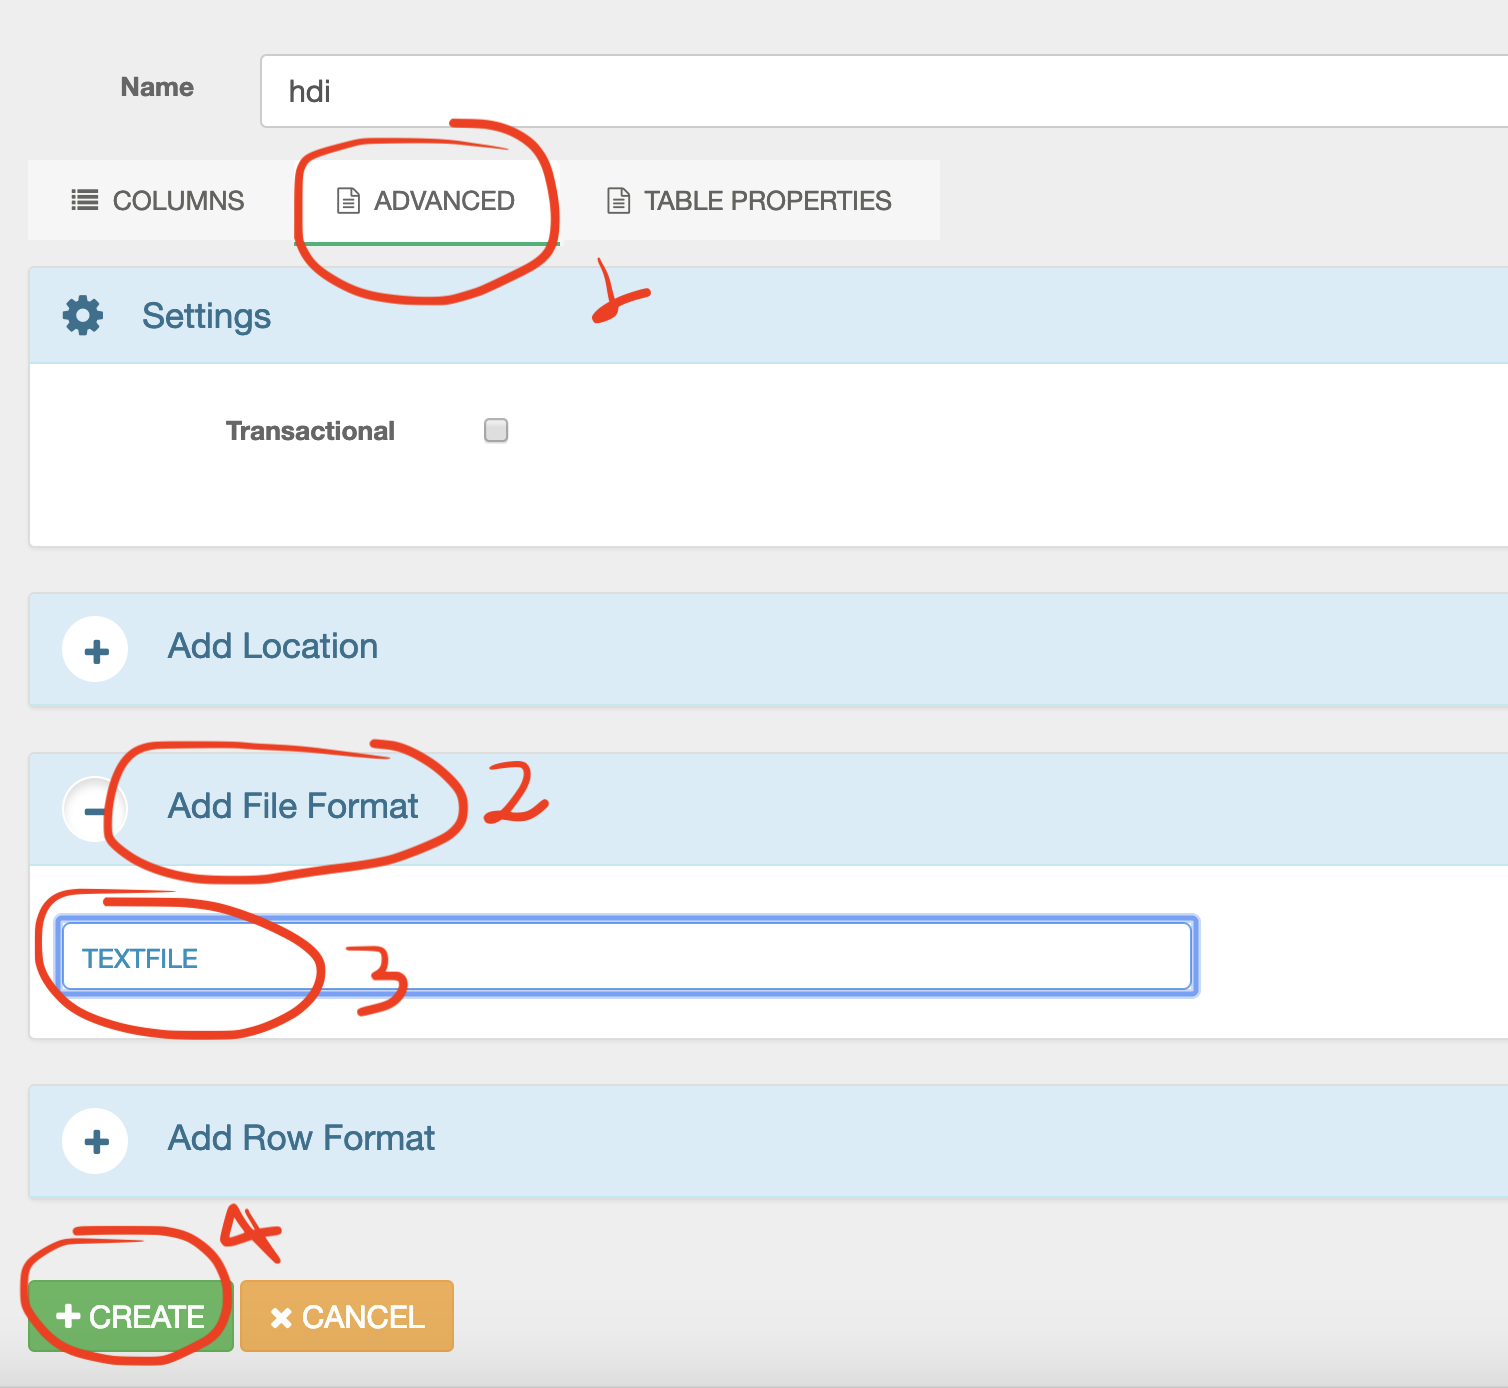 Name hdi
COLUMNS ADVANCED TABLE PROPERTIES
1
Settings
Transactional
Add Location
Add File Format 2
TEXTFILE 3
Add Row Format
4
CREATE CANCEL